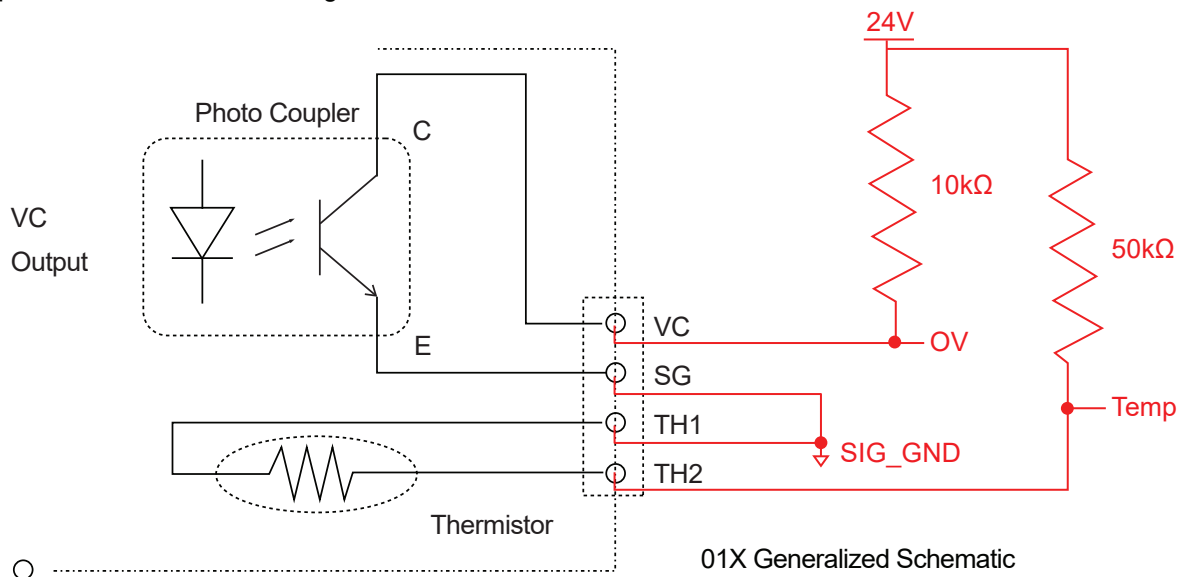 24V
Photo Coupler
C
10kΩ
VC
Output
50kΩ
VC
OV
E
SG
Temp
TH1
SIG_GND
TH2
Thermistor
01X Generalized Schematic